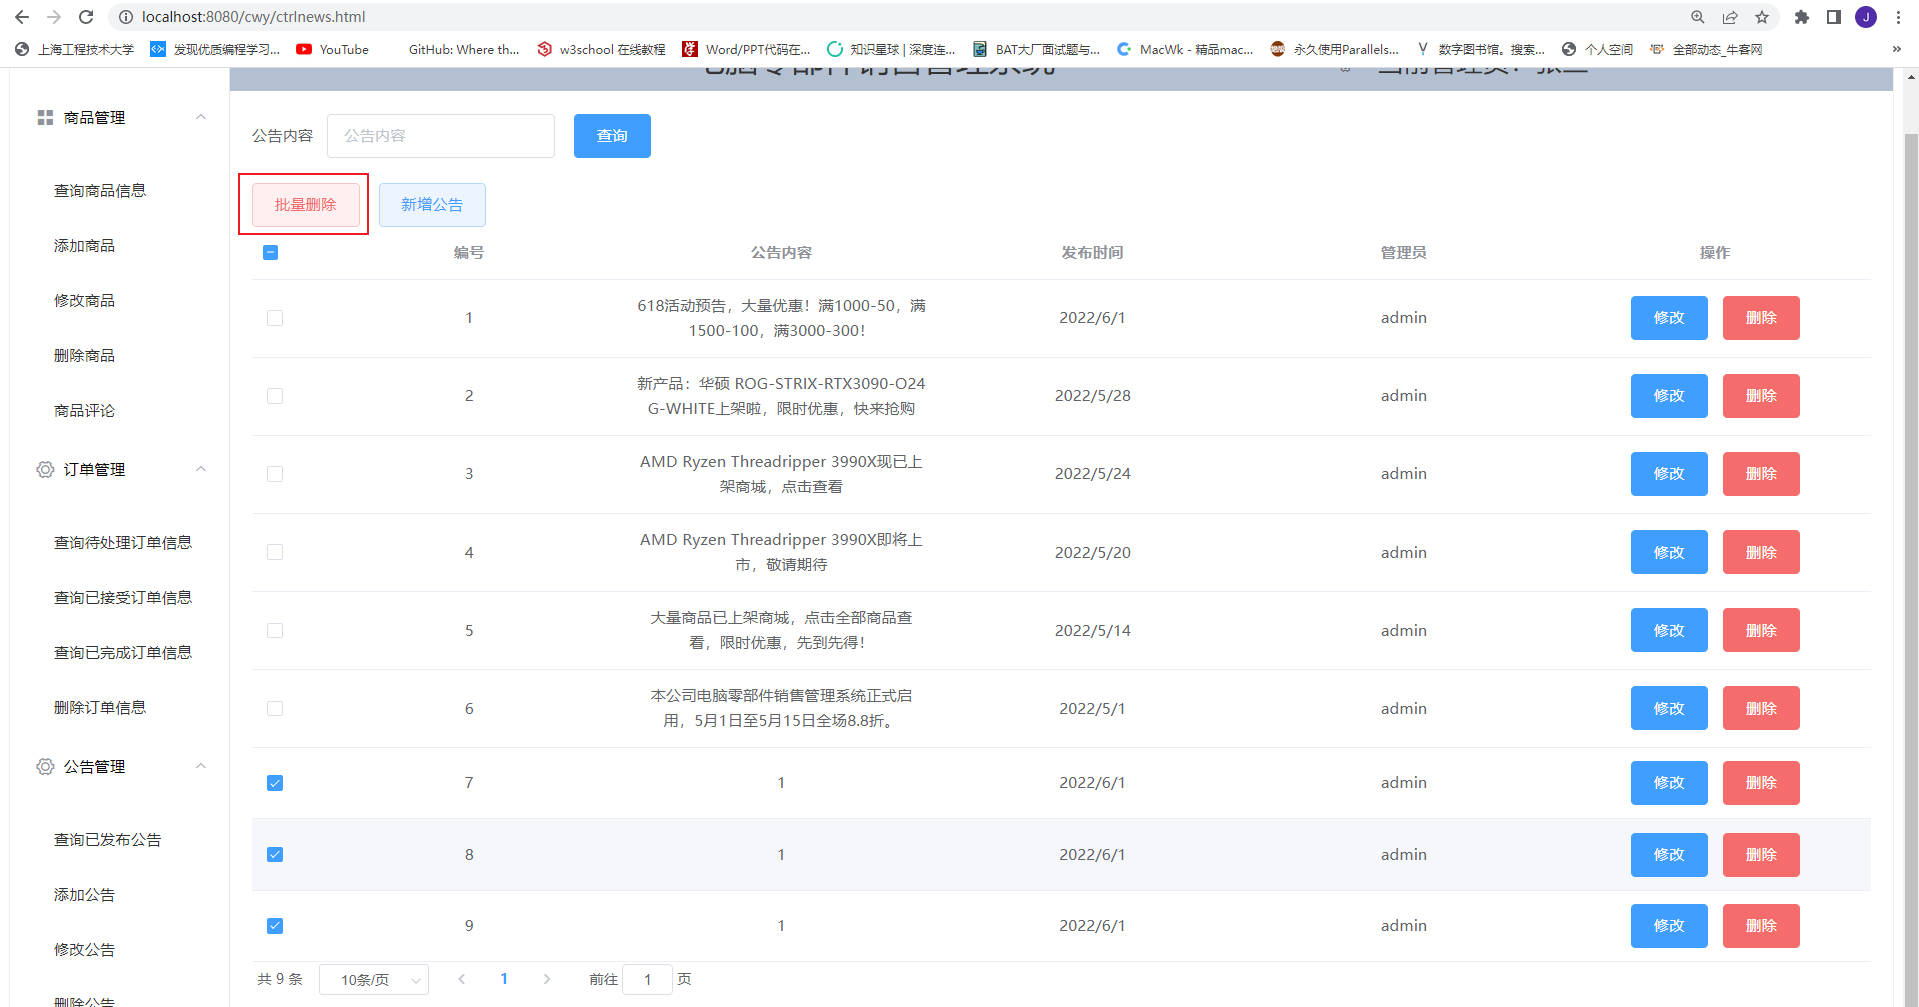 localhost:8080/cwy/ctrlnews.html
J
上海工程技术大学 发现优质编程学习... YouTube GitHub: Where th... w3school 在线教程 Word/PPT代码在... 知识星球 | 深度连... BAT大厂面试题与... MacWk - 精品mac... 永久使用Parallels... 数字图书馆。搜索... 个人空间 全部动态_牛客网 »
电脑零部件销售管理系统 当前管理员：张三
商品管理
查询商品信息
添加商品
修改商品
删除商品
商品评论
订单管理
查询待处理订单信息
查询已接受订单信息
查询已完成订单信息
删除订单信息
公告管理
查询已发布公告
添加公告
修改公告
删除公告
公告内容 公告内容 查询
批量删除 新增公告
编号 公告内容 发布时间 管理员 操作
1 618活动预告，大量优惠！满1000-50，满 2022/6/1 admin 修改 删除
1500-100，满3000-300！
2 新产品：华硕 ROG-STRIX-RTX3090-O24 2022/5/28 admin 修改 删除
G-WHITE上架啦，限时优惠，快来抢购
3 AMD Ryzen Threadripper 3990X现已上 2022/5/24 admin 修改 删除
架商城，点击查看
4 AMD Ryzen Threadripper 3990X即将上 2022/5/20 admin 修改 删除
市，敬请期待
5 大量商品已上架商城，点击全部商品查 2022/5/14 admin 修改 删除
看，限时优惠，先到先得！
6 本公司电脑零部件销售管理系统正式启 2022/5/1 admin 修改 删除
用，5月1日至5月15日全场8.8折。
7 1 2022/6/1 admin 修改 删除
8 1 2022/6/1 admin 修改 删除
9 1 2022/6/1 admin 修改 删除
共 9 条 10条/页 1 前往 1 页